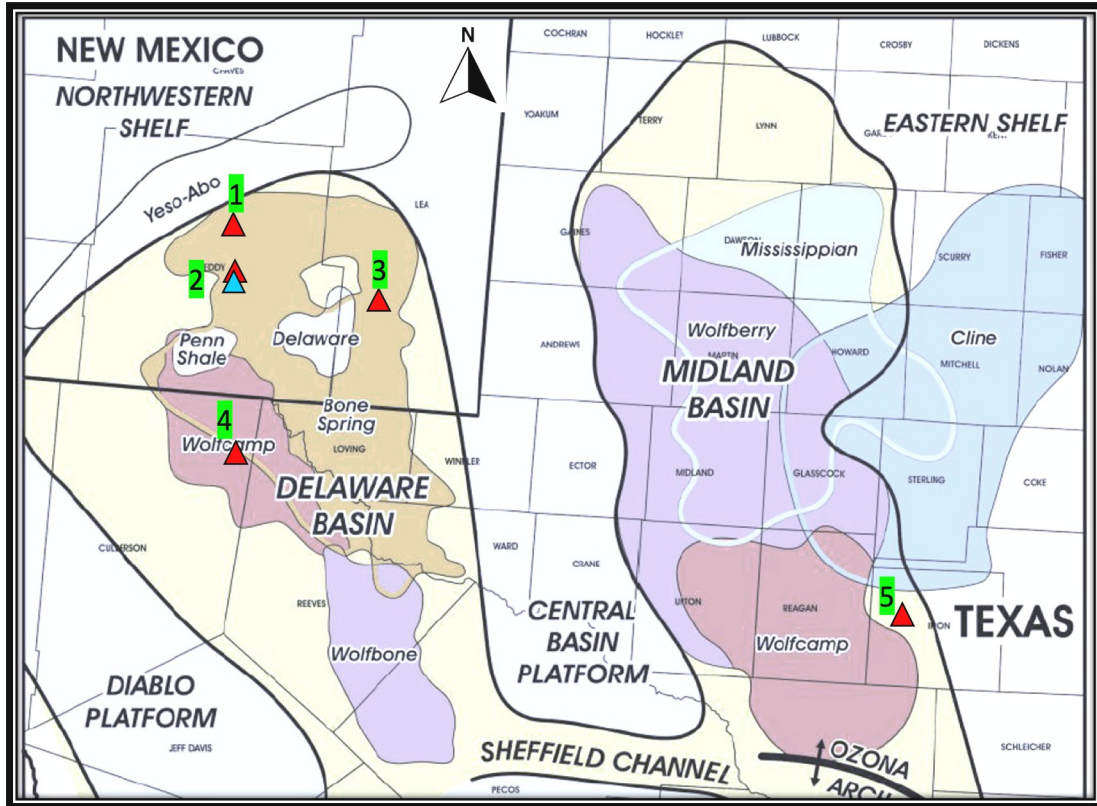 NEW MEXICO
CHAVES
NORTHWESTERN
SHELF
N
COCHRAN
HOCKLEY
LUBBOCK
CROSBY
DICKENS
YOAKUM
TERRY
LYNN
EASTERN SHELF
Yeso-Abo
1
LEA
EDDY
2
3
GAINES
DAWSON
Mississippian
SCURRY
FISHER
Penn
Shale
Delaware
ANDREWS
Wolfberry
MARTIN
HOWARD
Cline
MITCHELL
NOLAN
MIDLAND
BASIN
4
Wolfcamp
Bone
Spring
LOVING
WINKLER
ECTOR
MIDLAND
GLASSCOCK
STERLING
COKE
DELAWARE
BASIN
CULBERSON
WARD
CRANE
REEVES
UPTON
REAGAN
5
TEXAS
CENTRAL
BASIN
PLATFORM
Wolfcamp
Wolfbone
DIABLO
PLATFORM
JEFF DAVIS
SHEFFIELD CHANNEL
OZONA
ARCH
SCHLEICHER
PECOS